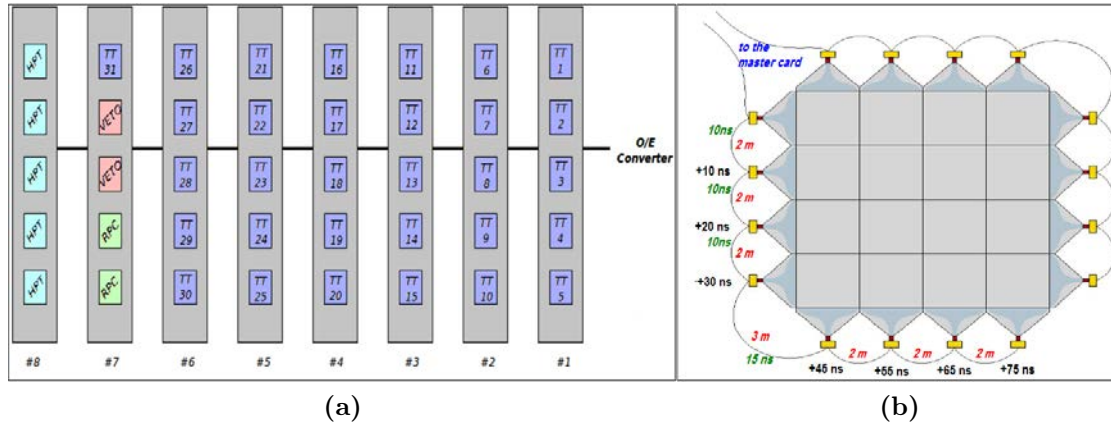 HPT
TT 31
TT 26
TT 21
TT 16
TT 11
TT 6
TT 1
HPT
VETO
TT 27
TT 22
TT 17
TT 12
TT 7
TT 2
O/E Converter
HPT
VETO
TT 28
TT 23
TT 18
TT 13
TT 8
TT 3
HPT
RPC
TT 29
TT 24
TT 19
TT 14
TT 9
TT 4
HPT
RPC
TT 30
TT 25
TT 20
TT 15
TT 10
TT 5
#8 #7 #6 #5 #4 #3 #2 #1
(a)
to the
master card
10ns
2 m
+10 ns
10ns
2 m
+20 ns
10ns
2 m
+30 ns
3 m
15 ns
2 m 2 m 2 m
+45 ns +55 ns +65 ns +75 ns
(b)